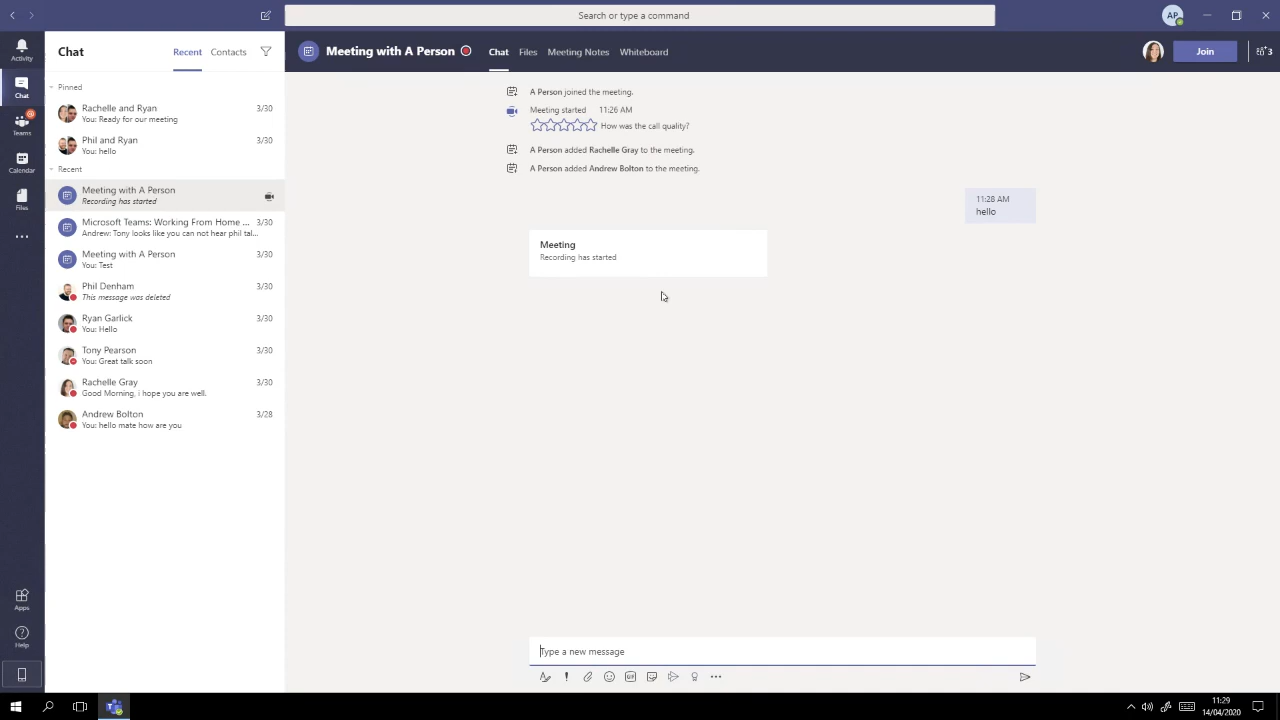 Search or type a command
AP
Activity
Chat
Teams
Calendar
Files
Apps
Help
Chat
Recent
Contacts
Pinned
Rachelle and Ryan
3/30
You: Ready for our meeting
Phil and Ryan
3/30
You: hello
Recent
Meeting with A Person
Recording has started
Microsoft Teams: Working From Home ...
3/30
Andrew: Tony looks like you can not hear phil tal...
Meeting with A Person
3/30
You: Test
Phil Denham
3/30
This message was deleted
Ryan Garlick
3/30
You: Hello
Tony Pearson
3/30
You: Great talk soon
Rachelle Gray
3/30
Good Morning, i hope you are well.
Andrew Bolton
3/28
You: hello mate how are you
Meeting with A Person
Chat
Files
Meeting Notes
Whiteboard
Join
3
A Person joined the meeting.
Meeting started 11:26 AM
How was the call quality?
A Person added Rachelle Gray to the meeting.
A Person added Andrew Bolton to the meeting.
11:28 AM
hello
Meeting
Recording has started
Type a new message
GIF
11:29
14/04/2020